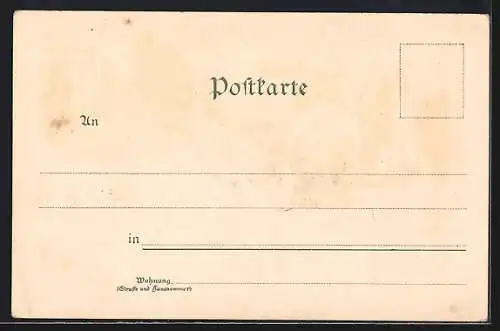 Postkarte
An
in
Wohnung
(Straße und Hausnummer)